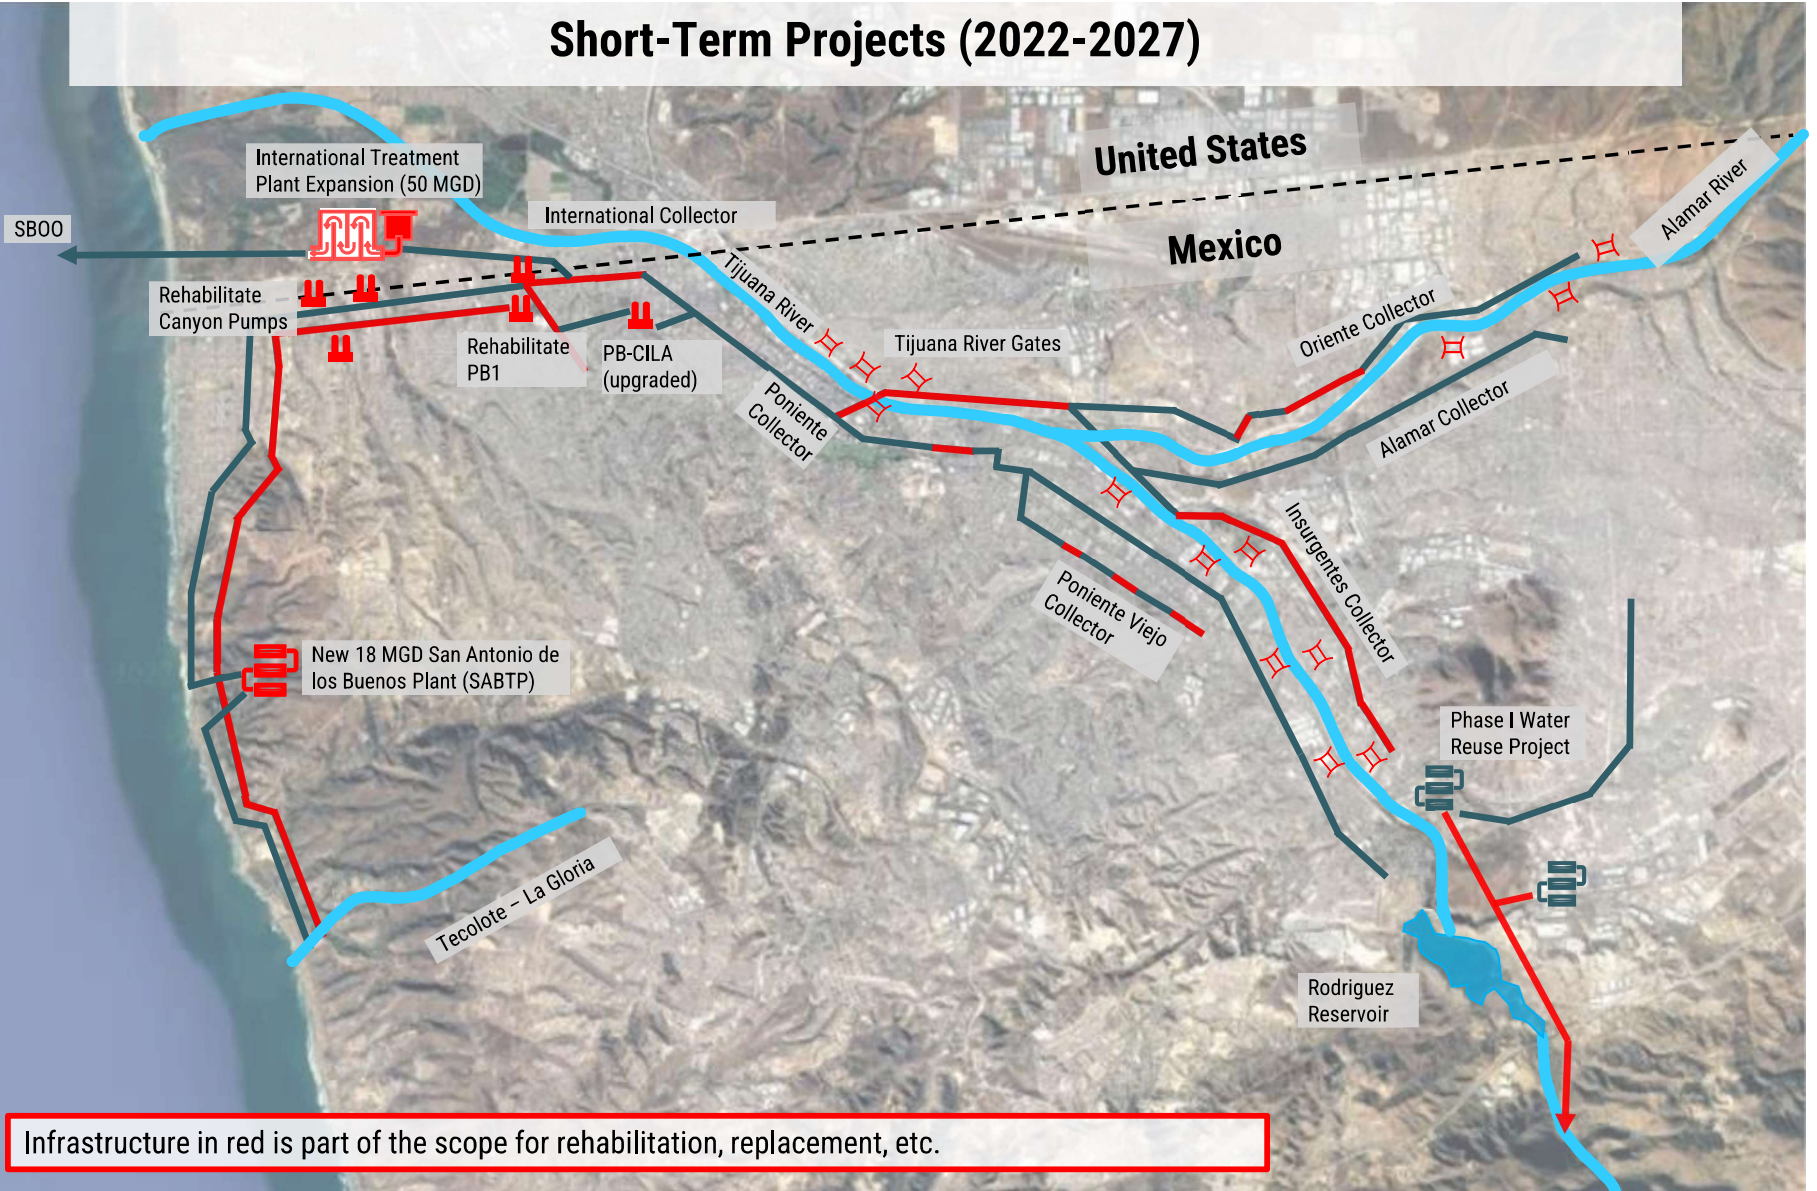 Short-Term Projects (2022-2027)
International Treatment
Plant Expansion (50 MGD)
SBOO
International Collector
United States
Mexico
Alamar River
Rehabilitate
Canyon Pumps
Tijuana River
Rehabilitate
PB1
PB-CILA
(upgraded)
Tijuana River Gates
Oriente Collector
Poniente
Collector
Alamar Collector
Insurgentes Collector
Poniente Viejo
Collector
New 18 MGD San Antonio de
los Buenos Plant (SABTP)
Phase I Water
Reuse Project
Tecolote – La Gloria
Rodriguez
Reservoir
Infrastructure in red is part of the scope for rehabilitation, replacement, etc.